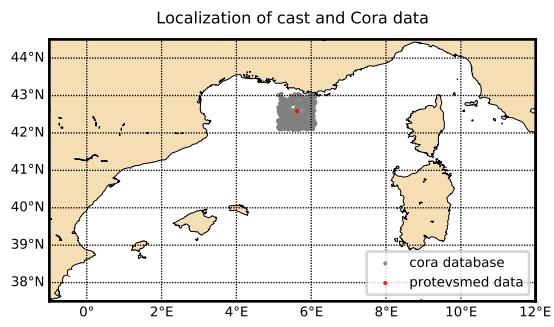 Localization of cast and Cora data
44°N
43°N
42°N
41°N
40°N
39°N
38°N
cora database
protevsmed data
0° 2°E 4°E 6°E 8°E 10°E 12°E